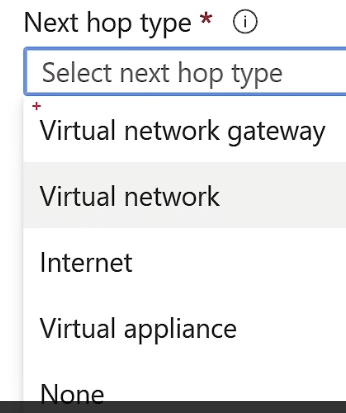 Next hop type *
Select next hop type
Virtual network gateway
Virtual network
Internet
Virtual appliance
None